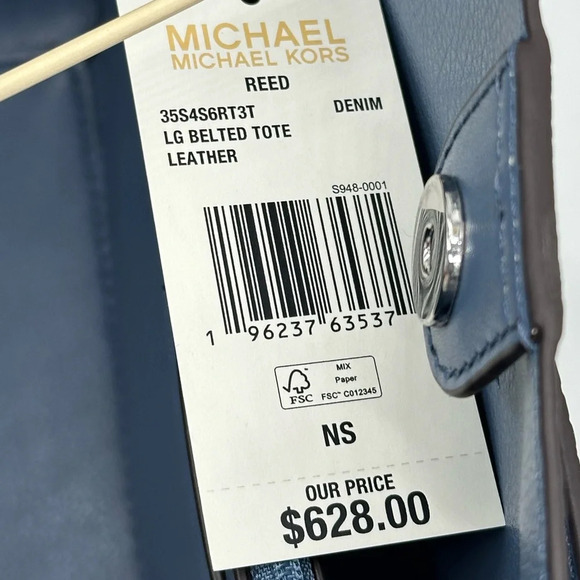 MICHAEL
MICHAEL KORS
REED
35S4S6RT3T DENIM
LG BELTED TOTE
LEATHER
S948-0001
1 96237 63537
FSC
MIX
Paper
FSC™ C012345
NS
OUR PRICE
$628.00